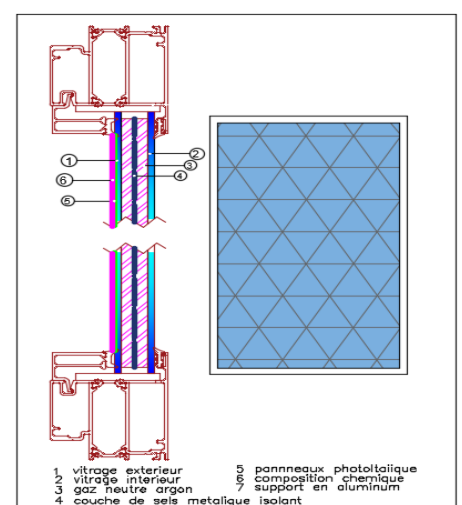 1
2
3
6
4
5
1 vitrage exterieur
2 vitrage interieur
3 gaz neutre argon
4 couche de sels metalique isolant
5 pannneaux photoltaiique
6 composition chemique
7 support en aluminum